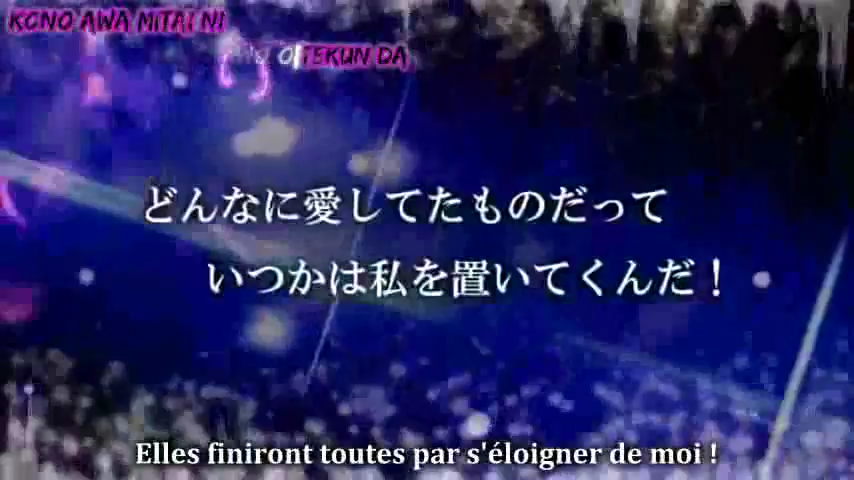 KONO AWA MITAI NI
OITEKUN DA
どんなに愛してたものだって
いつかは私を置いてくんだ！
Elles finiront toutes par s'éloigner de moi !